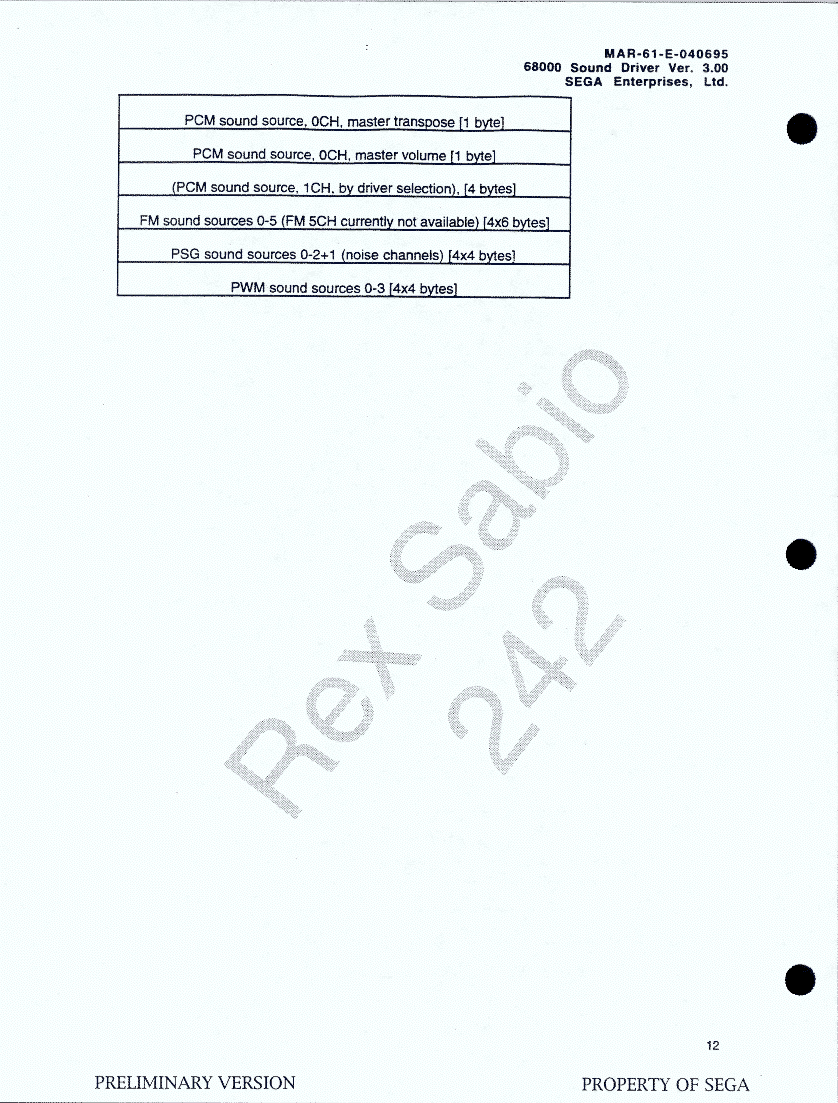 MAR-61-E-040695
68000 Sound Driver Ver. 3.00
SEGA Enterprises, Ltd.
PCM sound source, 0CH, master transpose [1 byte]
PCM sound source, 0CH, master volume [1 byte]
(PCM sound source, 1CH, by driver selection), [4 bytes]
FM sound sources 0-5 (FM 5CH currently not available) [4x6 bytes]
PSG sound sources 0-2+1 (noise channels) [4x4 bytes]
PWM sound sources 0-3 [4x4 bytes]
Rex Sabio
242
12
PRELIMINARY VERSION
PROPERTY OF SEGA